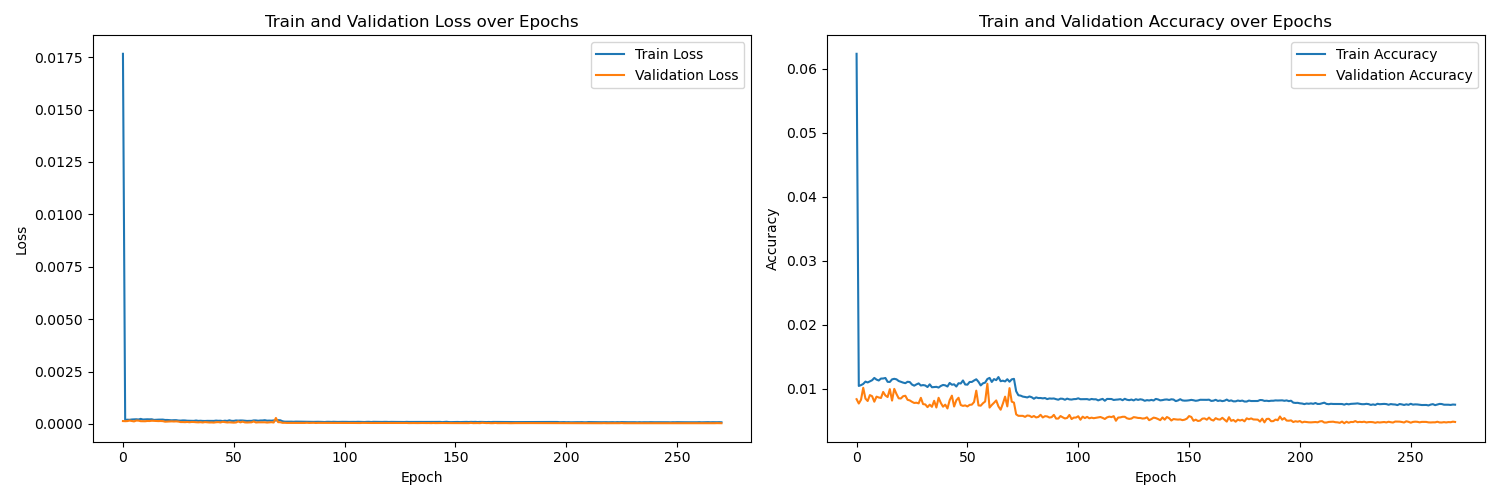 Train and Validation Loss over Epochs
Train Loss
Validation Loss
0.0175
0.0150
0.0125
0.0100
0.0075
0.0050
0.0025
0.0000
Loss
0
50
100
150
200
250
Epoch
Train and Validation Accuracy over Epochs
Train Accuracy
Validation Accuracy
0.06
0.05
0.04
0.03
0.02
0.01
Accuracy
0
50
100
150
200
250
Epoch